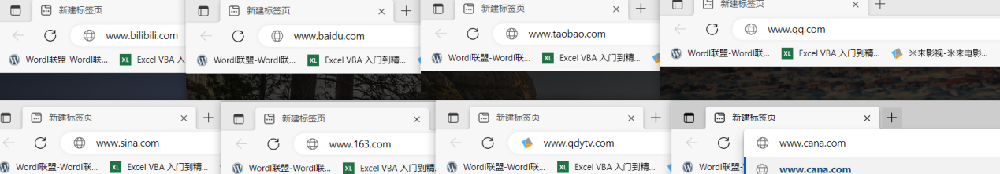 新建标签页
www.bilibili.com
Wordl联盟-Wordl联... Excel VBA 入
新建标签页
www.baidu.com
Wordl联盟-Wordl联... Excel VBA 入门到精...
新建标签页
www.taobao.com
Wordl联盟-Wordl联... Excel VBA 入门到精...
新建标签页
www.qq.com
Wordl联盟-Wordl联... Excel VBA 入门到精... 米来影视-米来电影...
新建标签页
www.sina.com
Wordl联盟-Wordl联... Excel VBA 入门到精
新建标签页
www.163.com
Wordl联盟-Wordl联... Excel VBA 入门到精...
新建标签页
www.qdytv.com
Wordl联盟-Wordl联... Excel VBA 入门到精...
新建标签页
www.cana.com
www.cana.com